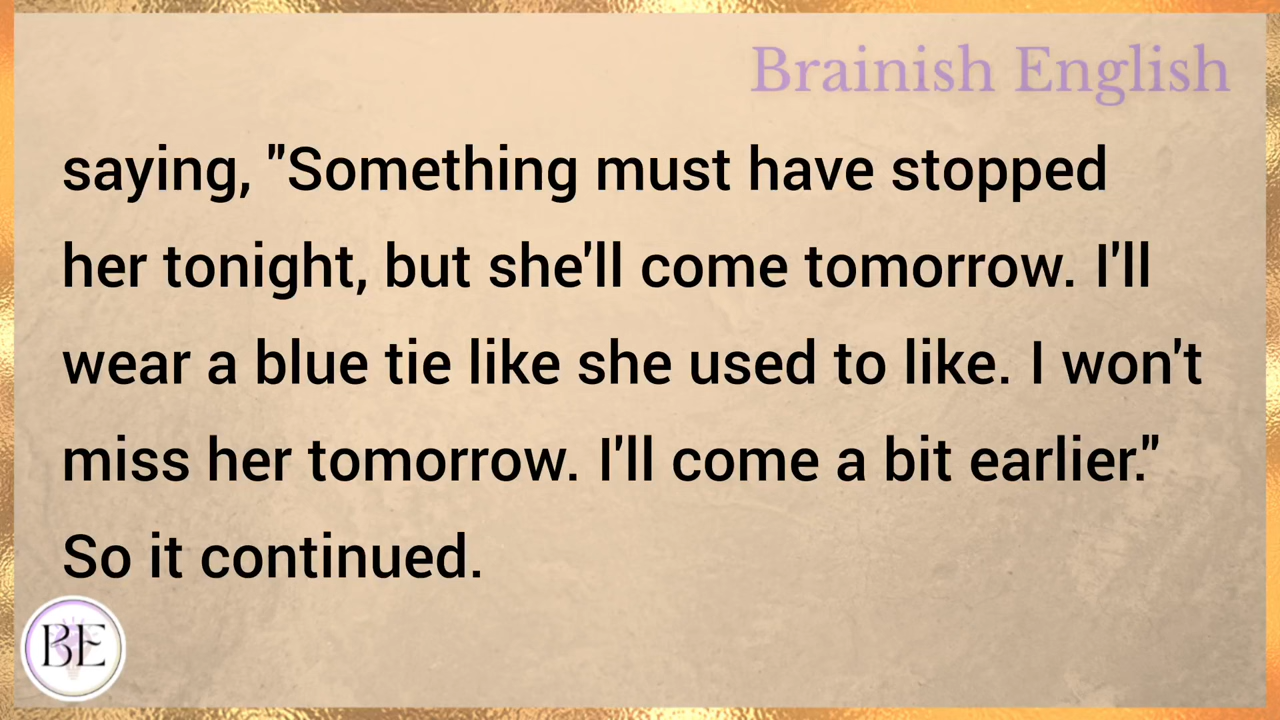 Brainish English
saying, "Something must have stopped
her tonight, but she'll come tomorrow. I'll
wear a blue tie like she used to like. I won't
miss her tomorrow. I'll come a bit earlier."
So it continued.
BE